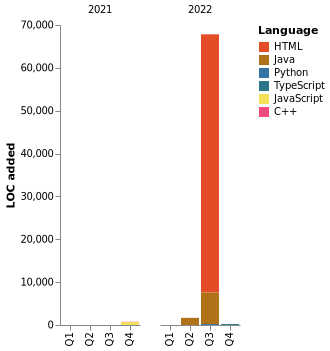 2021
2022
Language
HTML
Java
Python
TypeScript
JavaScript
C++
LOC added
70,000
60,000
50,000
40,000
30,000
20,000
10,000
0
Q1
Q2
Q3
Q4
Q1
Q2
Q3
Q4